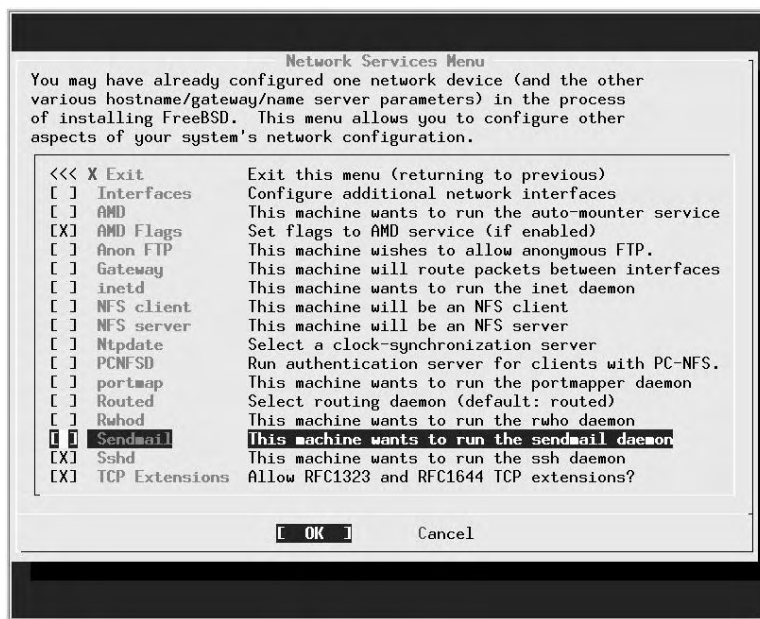 Network Services Menu
You may have already configured one network device (and the other
various hostname/gateway/name server parameters) in the process
of installing FreeBSD.  This menu allows you to configure other
aspects of your system's network configuration.
<<< X Exit          Exit this menu (returning to previous)
[ ]  Interfaces     Configure additional network interfaces
[ ]  AMD            This machine wants to run the auto-mounter service
[X]  AMD Flags      Set flags to AMD service (if enabled)
[ ]  Anon FTP       This machine wishes to allow anonymous FTP.
[ ]  Gateway        This machine will route packets between interfaces
[ ]  inetd          This machine wants to run the inet daemon
[ ]  NFS client     This machine will be an NFS client
[ ]  NFS server     This machine will be an NFS server
[ ]  Ntpdate        Select a clock-synchronization server
[ ]  PCNFSD         Run authentication server for clients with PC-NFS.
[ ]  portmap        This machine wants to run the portmapper daemon
[ ]  Routed         Select routing daemon (default: routed)
[ ]  Rwhod          This machine wants to run the rwho daemon
[ ]  Sendmail       This machine wants to run the sendmail daemon
[X]  Sshd           This machine wants to run the ssh daemon
[X]  TCP Extensions Allow RFC1323 and RFC1644 TCP extensions?
[  OK  ]       Cancel